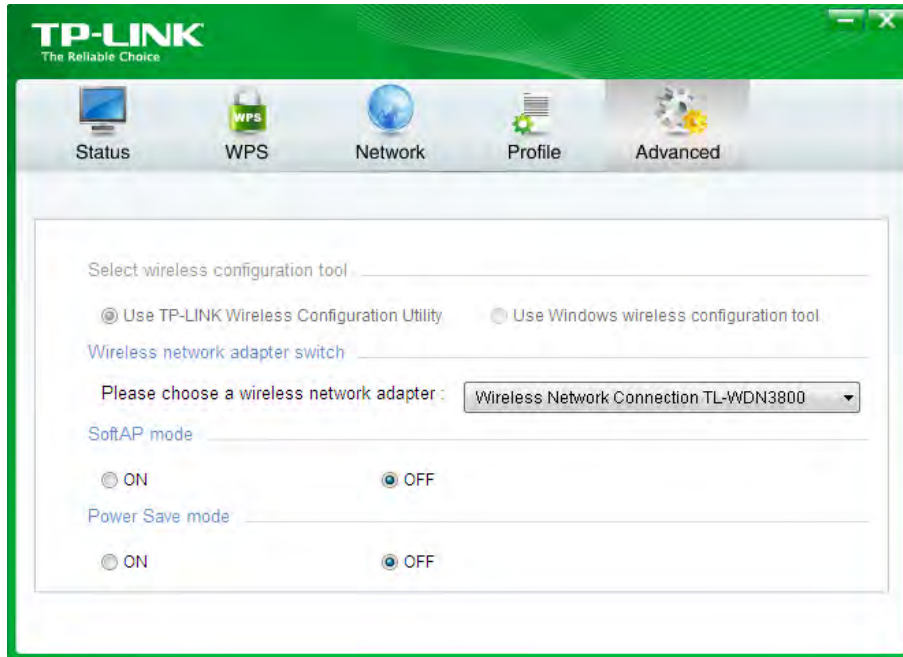 TP-LINK
The Reliable Choice
WPS
Status WPS Network Profile Advanced
Select wireless configuration tool
Use TP-LINK Wireless Configuration Utility Use Windows wireless configuration tool
Wireless network adapter switch
Please choose a wireless network adapter : Wireless Network Connection TL-WDN3800
SoftAP mode
ON OFF
Power Save mode
ON OFF